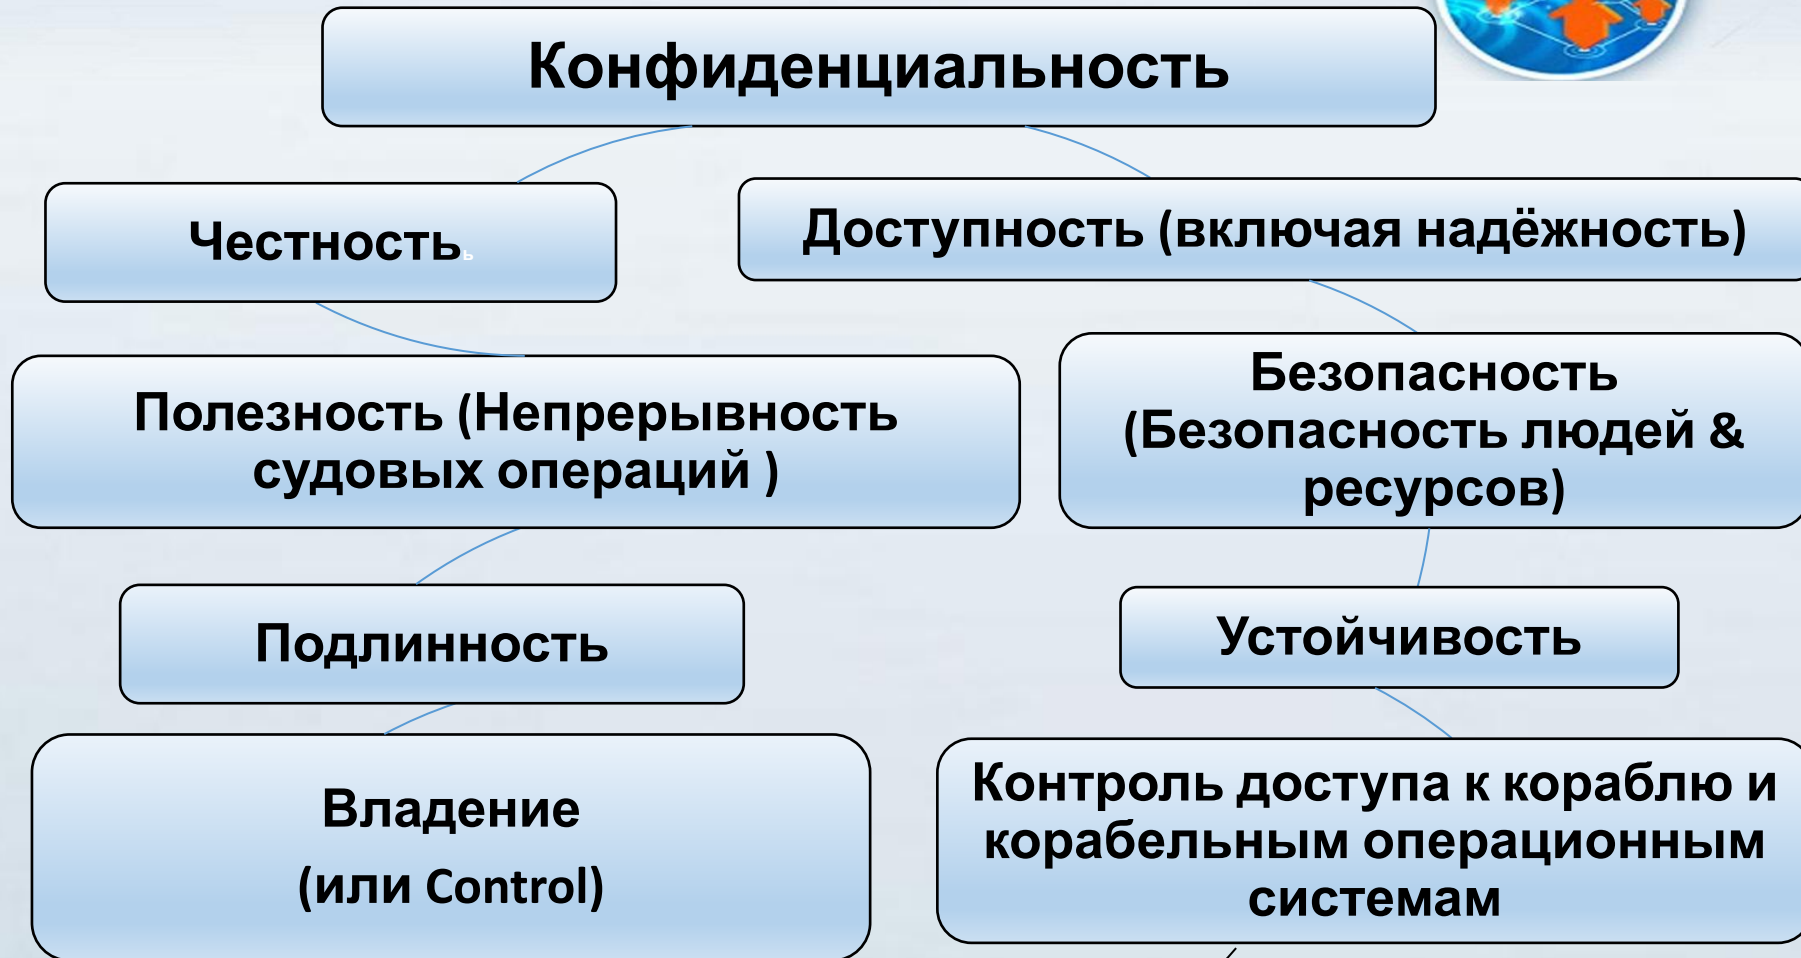 Конфиденциальность
Честностьь
Доступность (включая надёжность)
Полезность (Непрерывность
судовых операций )
Безопасность
(Безопасность людей &
ресурсов)
Подлинность
Устойчивость
Владение
(или Control)
Контроль доступа к кораблю и
корабельным операционным
системам